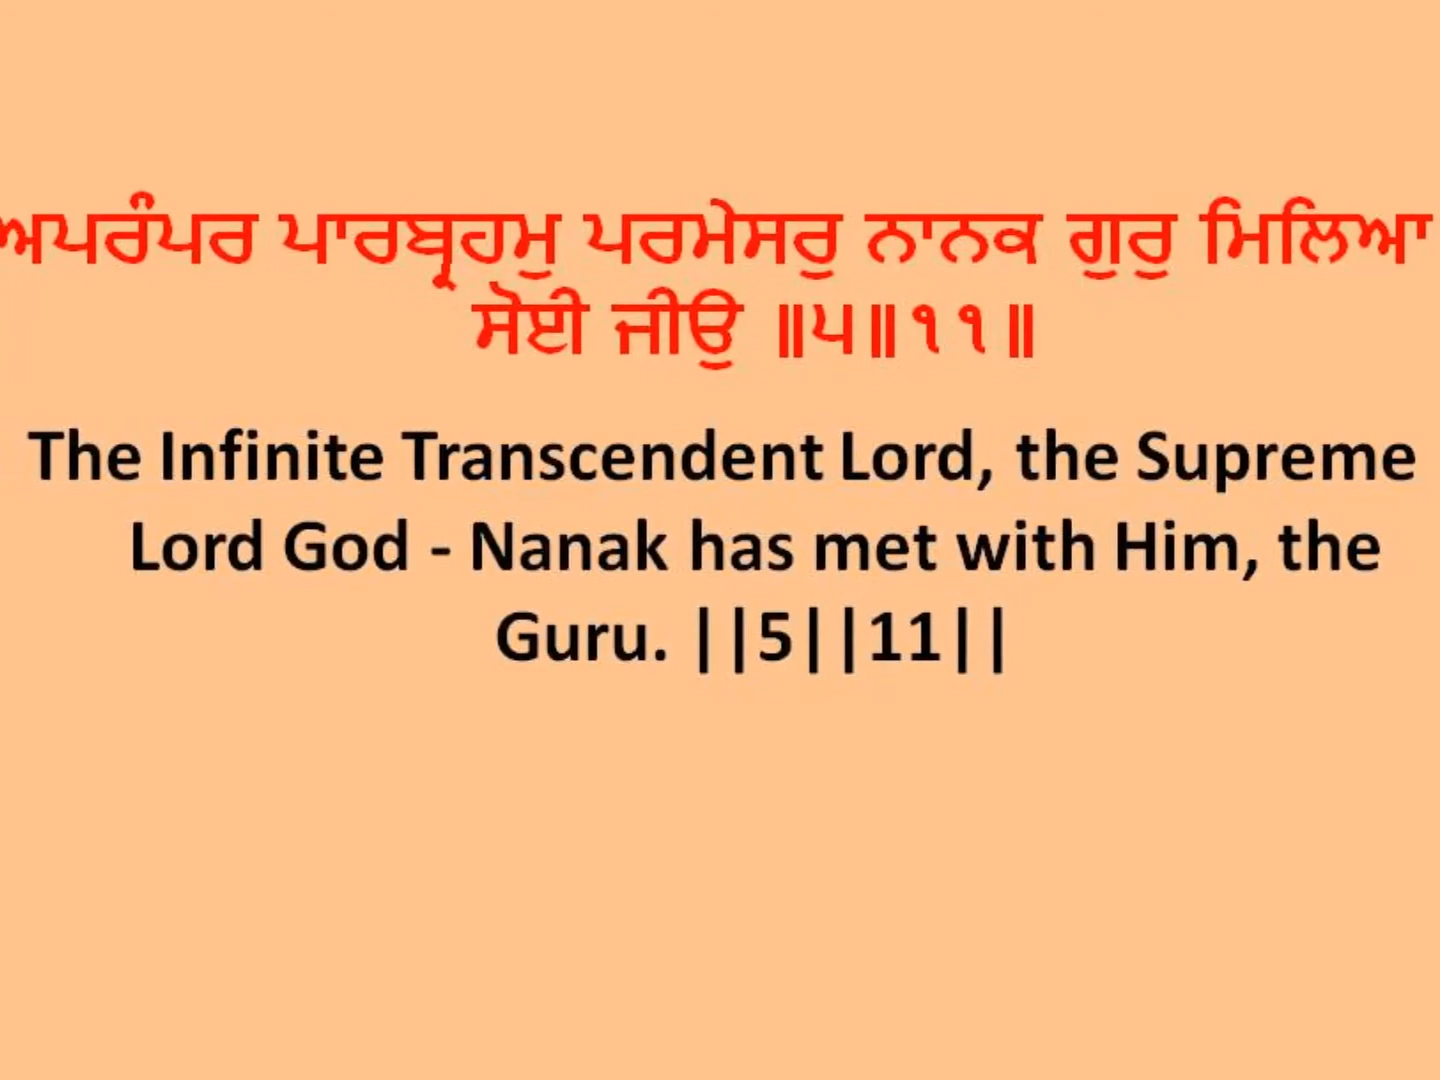 ਅਪਰੰਪਰ ਪਾਰਬ੍ਰਹਮੁ ਪਰਮੇਸਰੁ ਨਾਨਕ ਗੁਰੁ ਮਿਲਿਆ
ਸੋਈ ਜੀਉ ॥੫॥੧੧॥
The Infinite Transcendent Lord, the Supreme
Lord God - Nanak has met with Him, the
Guru. ||5||11||